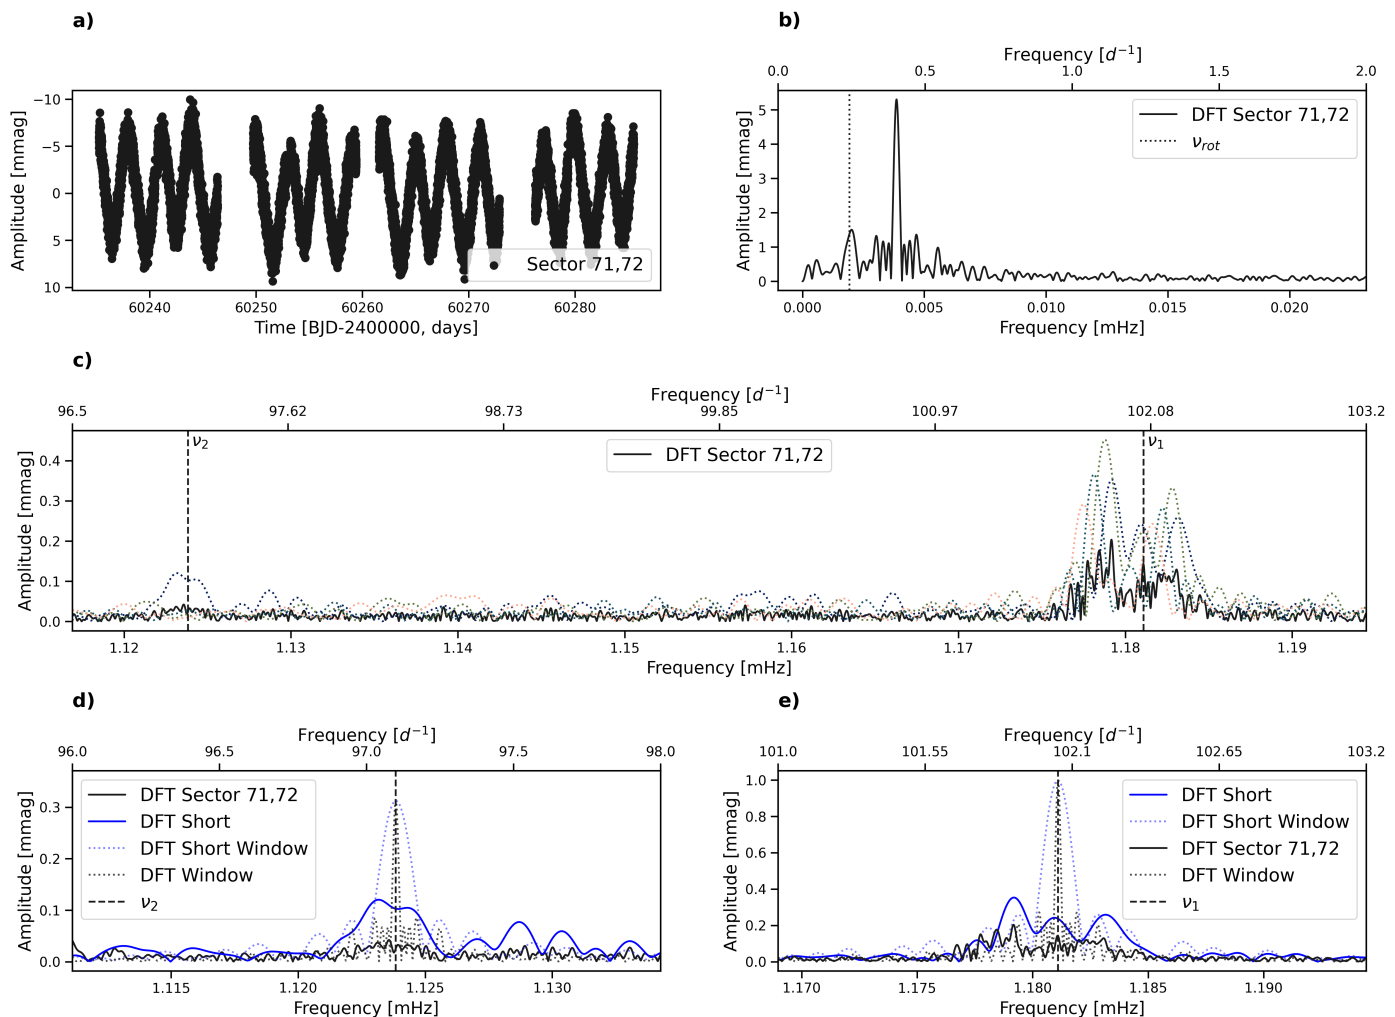 a)
Amplitude [mmag]
−10
−5
0
5
10
Sector 71,72
60240 60250 60260 60270 60280
Time [BJD-2400000, days]
b)
Frequency [d⁻¹]
0.0 0.5 1.0 1.5 2.0
Amplitude [mmag]
5
4
3
2
1
0
DFT Sector 71,72
ν_rot
0.000 0.005 0.010 0.015 0.020
Frequency [mHz]
c)
Frequency [d⁻¹]
96.5 97.62 98.73 99.85 100.97 102.08 103.2
Amplitude [mmag]
0.4
0.3
0.2
0.1
0.0
ν₂
DFT Sector 71,72
ν₁
1.12 1.13 1.14 1.15 1.16 1.17 1.18 1.19
Frequency [mHz]
d)
Frequency [d⁻¹]
96.0 96.5 97.0 97.5 98.0
Amplitude [mmag]
0.3
0.2
0.1
0.0
DFT Sector 71,72
DFT Short
DFT Short Window
DFT Window
ν₂
1.115 1.120 1.125 1.130
Frequency [mHz]
e)
Frequency [d⁻¹]
101.0 101.55 102.1 102.65 103.2
Amplitude [mmag]
1.0
0.8
0.6
0.4
0.2
0.0
DFT Short
DFT Short Window
DFT Sector 71,72
DFT Window
ν₁
1.170 1.175 1.180 1.185 1.190
Frequency [mHz]